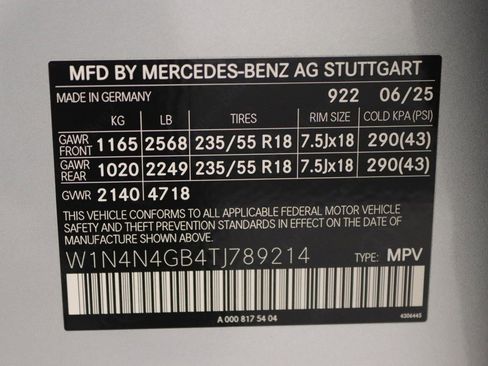 MFD BY MERCEDES-BENZ AG STUTTGART
MADE IN GERMANY 922 06/25
KG LB TIRES RIM SIZE COLD KPA (PSI)
GAWR FRONT 1165 2568 235/55 R18 7.5Jx18 290(43)
GAWR REAR 1020 2249 235/55 R18 7.5Jx18 290(43)
GVWR 2140 4718
THIS VEHICLE CONFORMS TO ALL APPLICABLE FEDERAL MOTOR VEHICLE
SAFETY AND THEFT PREVENTION STANDARDS IN EFFECT ON THE DATE
OF MANUFACTURE SHOWN ABOVE.
W1N4N4GB4TJ789214 TYPE: MPV
A 000 817 54 04 4306445